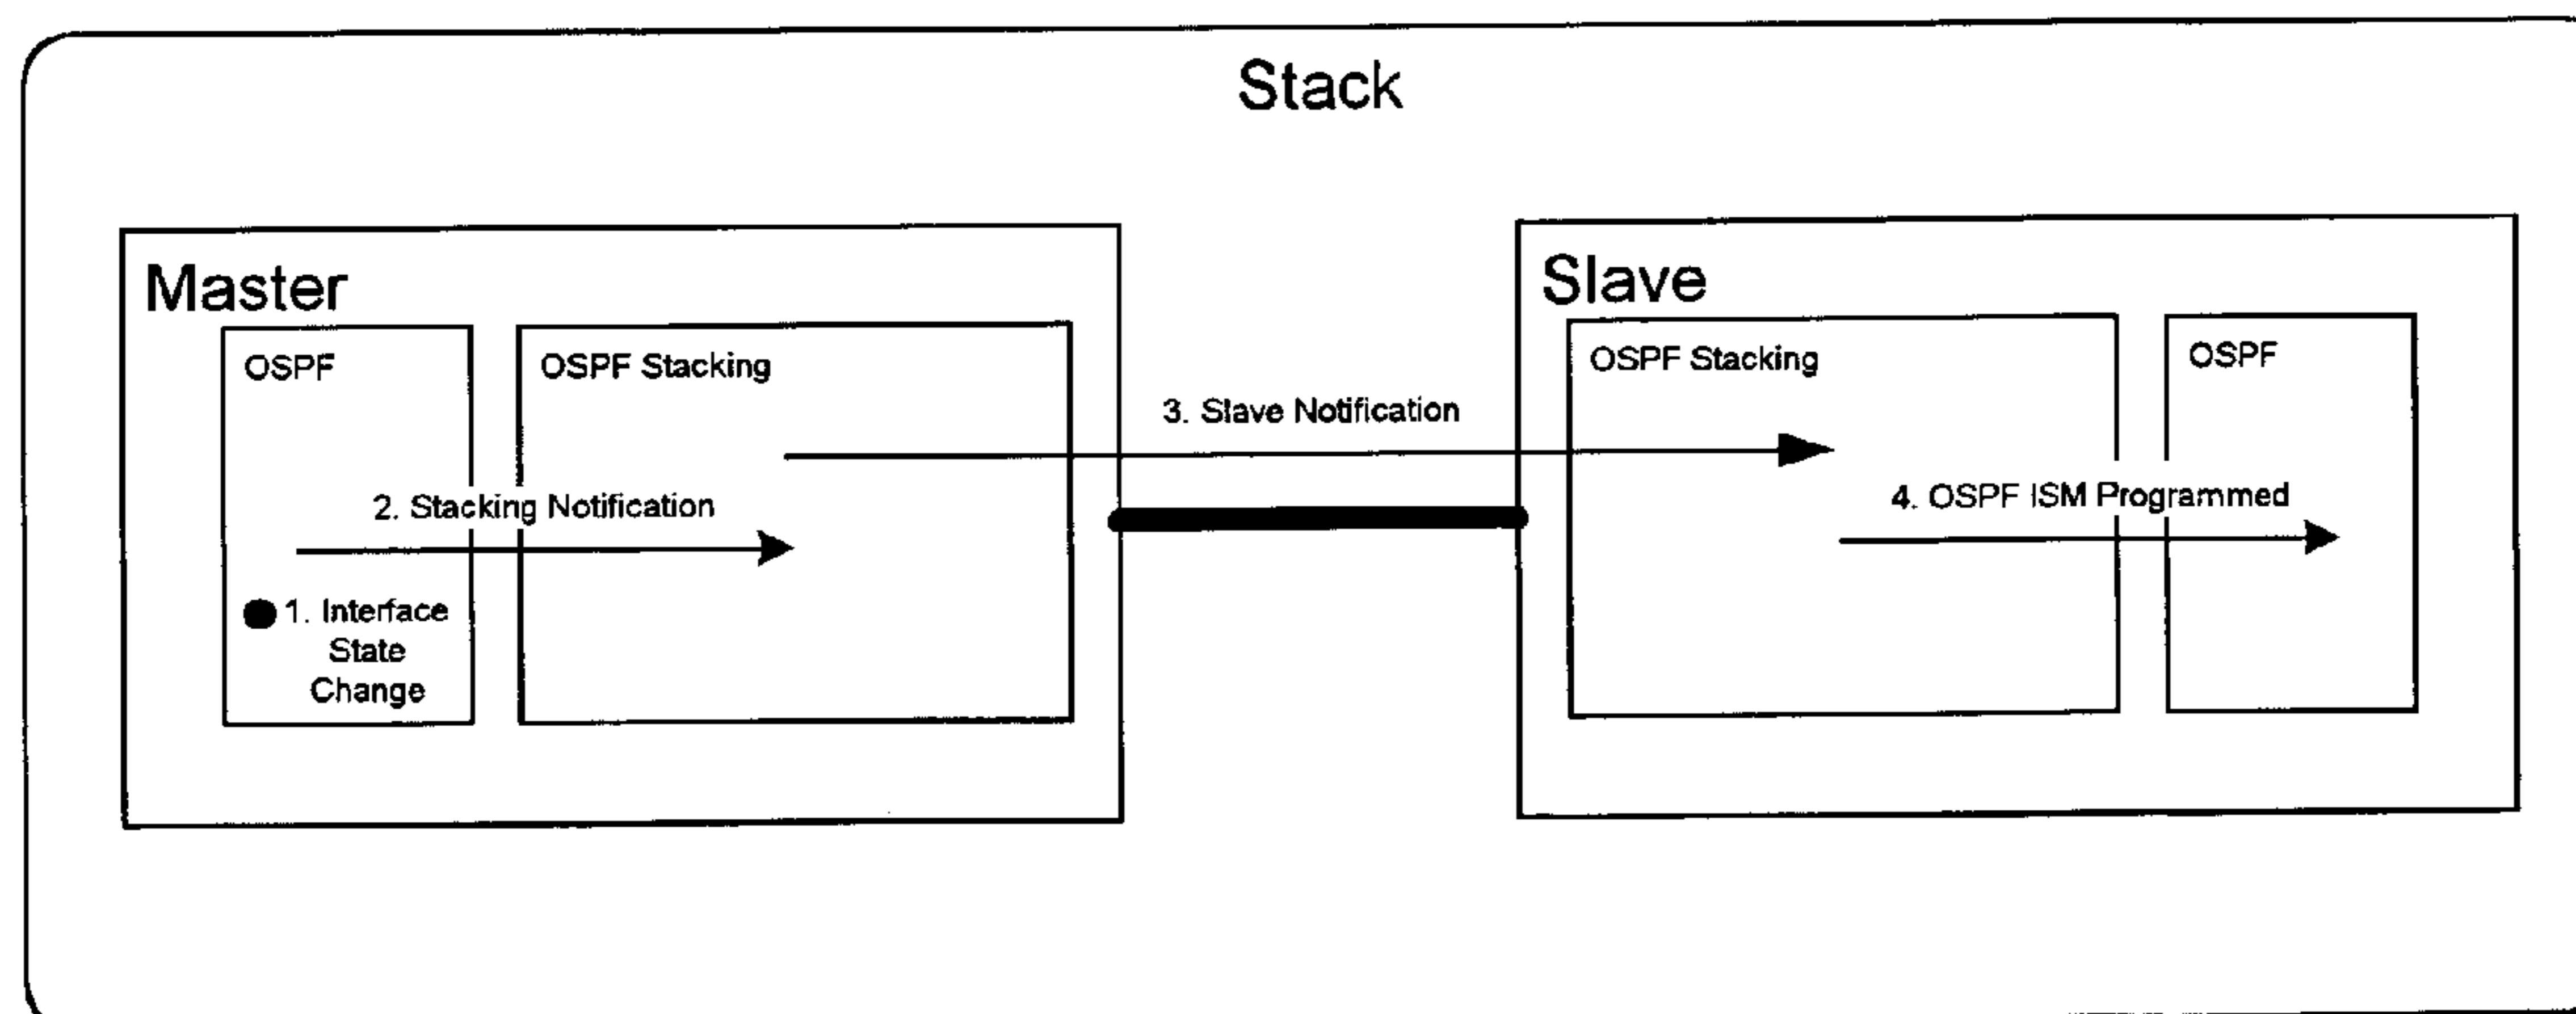 Stack
Master
OSPF
OSPF Stacking
2. Stacking Notification
1. Interface
State
Change
3. Slave Notification
Slave
OSPF Stacking
OSPF
4. OSPF ISM Programmed